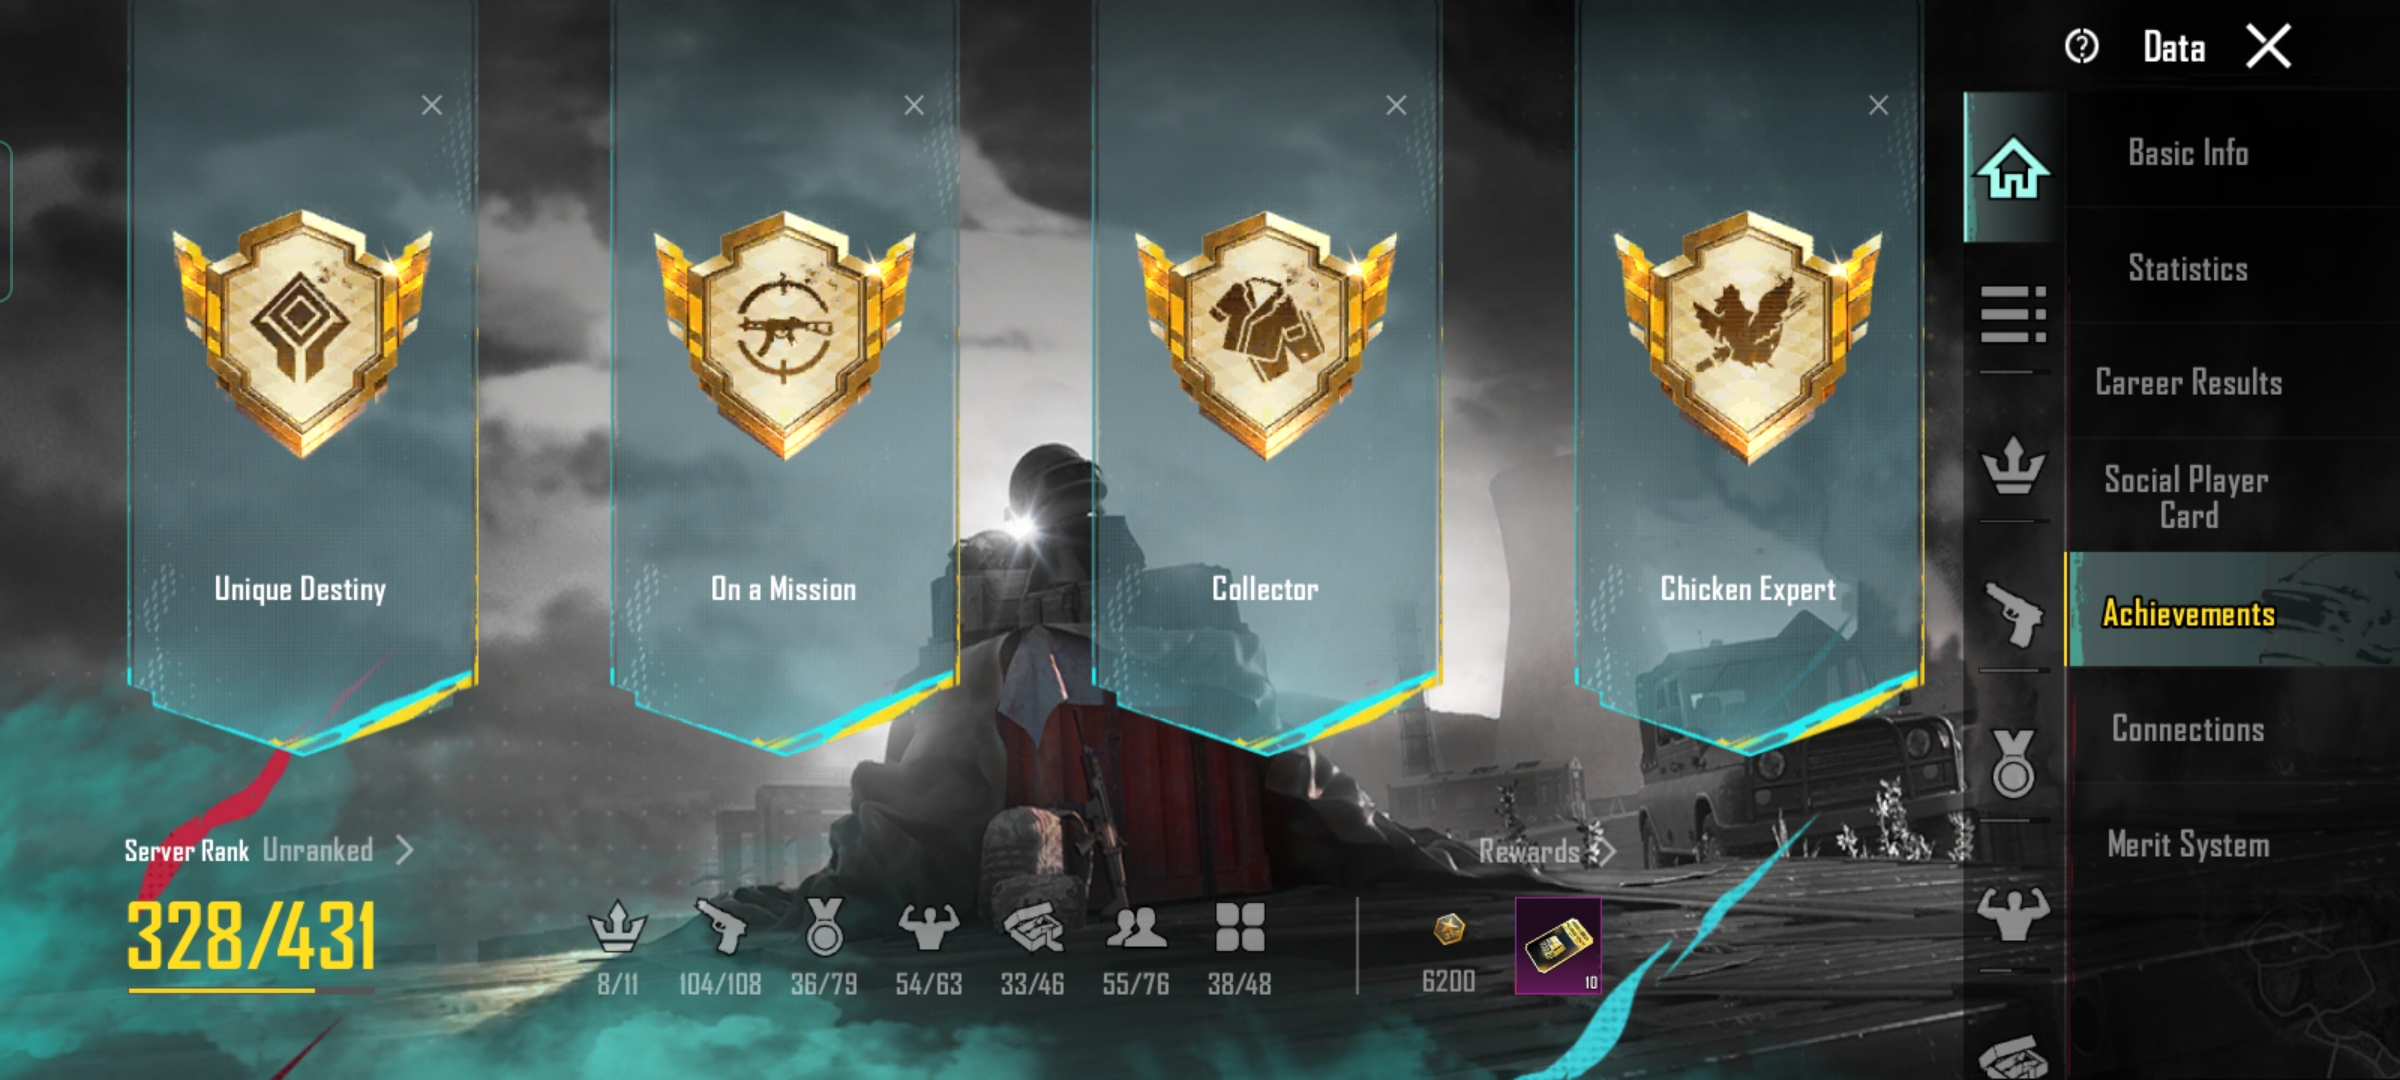 Data
Unique Destiny
On a Mission
Collector
Chicken Expert
Basic Info
Statistics
Career Results
Social Player
Card
Achievements
Connections
Merit System
Server Rank Unranked
328/431
8/11
104/108
36/79
54/63
33/46
55/76
38/48
Rewards
6200
10